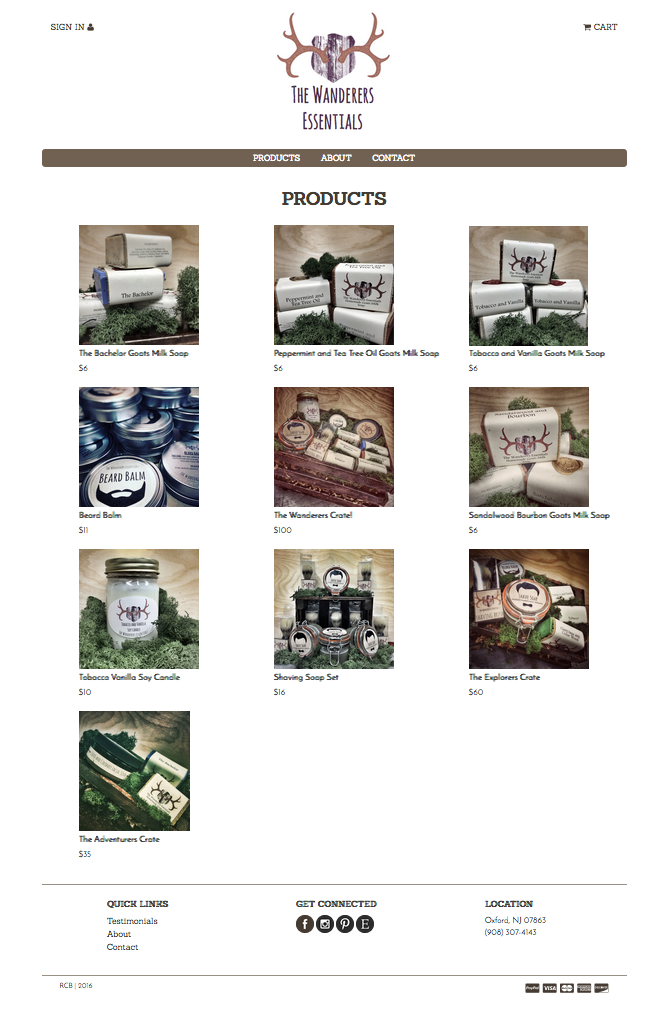 SIGN IN
CART
THE WANDERERS
ESSENTIALS
PRODUCTS ABOUT CONTACT
PRODUCTS
The Bachelor
Peppermint and
Tea Tree Oil
Tobacco and Vanilla
Tobacco and Vanilla
The Bachelor Goats Milk Soap
$6
Peppermint and Tea Tree Oil Goats Milk Soap
$6
Tobacco and Vanilla Goats Milk Soap
$6
BEARD BALM
Bourbon
Beard Balm
$11
The Wanderers Crate!
$100
Sandalwood Bourbon Goats Milk Soap
$6
Tobacco Vanilla Soy Candle
$10
Shaving Soap Set
$16
The Explorers Crate
$60
The Adventurers Crate
$35
QUICK LINKS
Testimonials
About
Contact
GET CONNECTED
LOCATION
Oxford, NJ 07863
(908) 307-4143
RCB | 2016
PayPal VISA